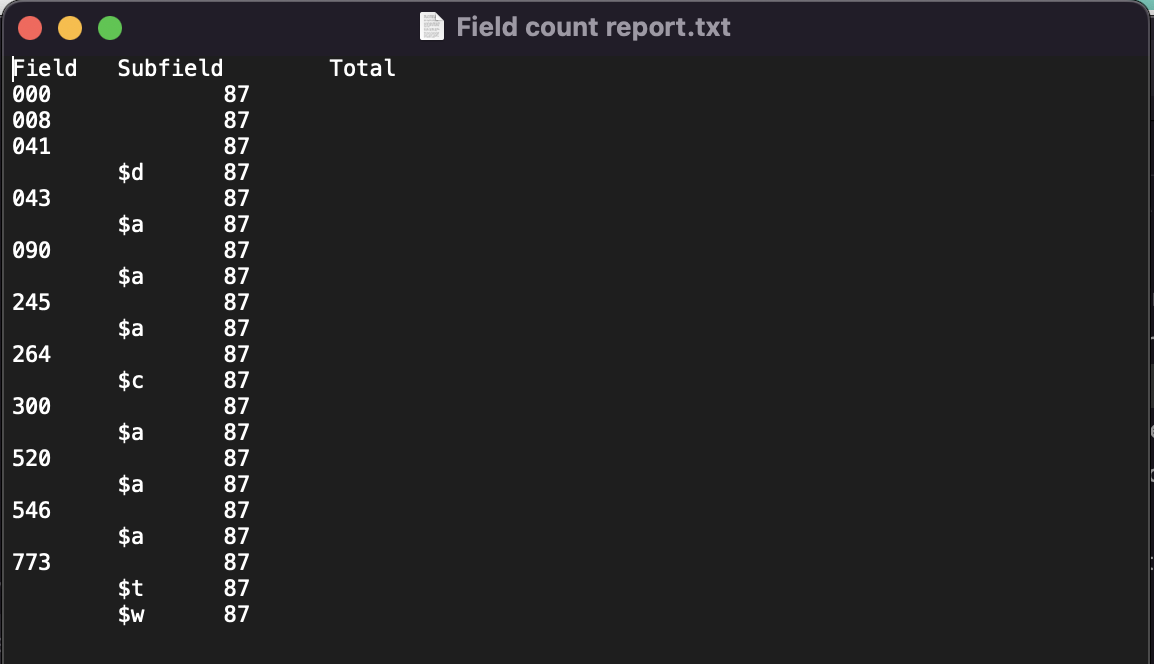 Field count report.txt
Field Subfield Total
000 87
008 87
041 87
$d 87
043 87
$a 87
090 87
$a 87
245 87
$a 87
264 87
$c 87
300 87
$a 87
520 87
$a 87
546 87
$a 87
773 87
$t 87
$w 87